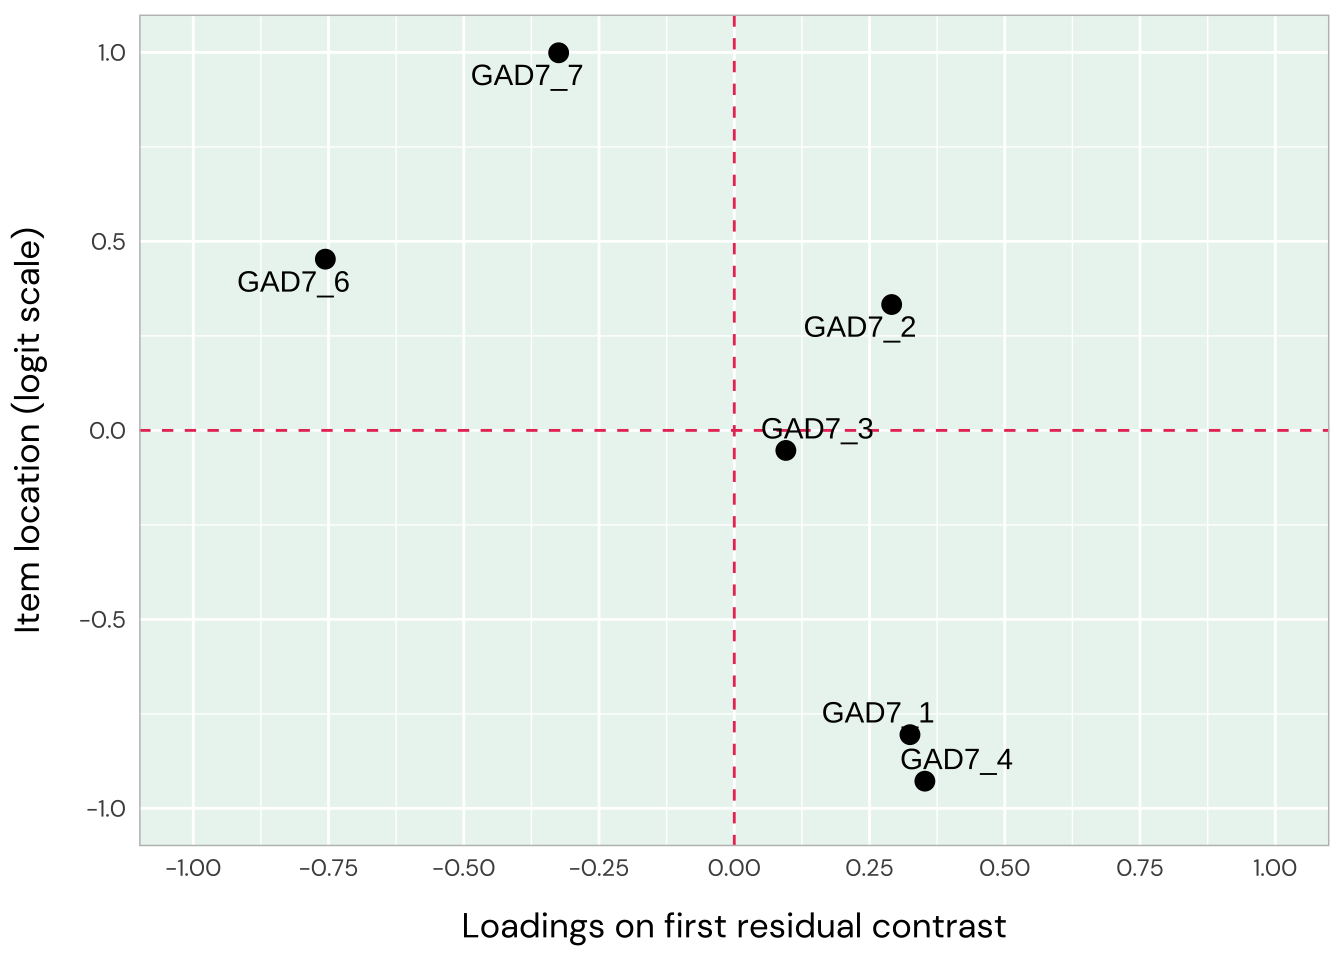 1.0
GAD7_7
0.5
GAD7_6
GAD7_2
0.0
GAD7_3
-0.5
GAD7_1
GAD7_4
-1.0
-1.00 -0.75 -0.50 -0.25 0.00 0.25 0.50 0.75 1.00
Loadings on first residual contrast
Item location (logit scale)